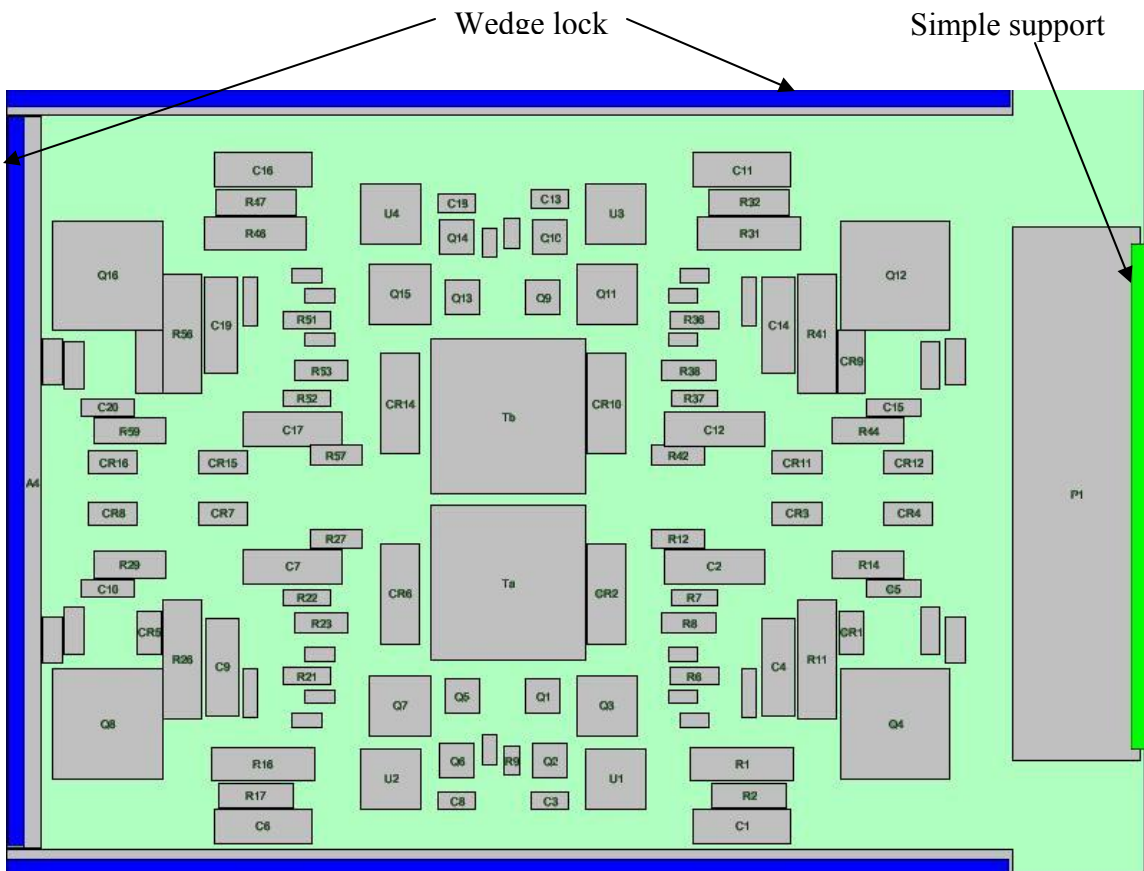 Wedge lock
Simple support
C16
C11
R47
R32
U4
C18
C13
U3
R46
Q14
C10
R31
Q16
Q15
Q13
Q9
Q11
Q12
R56
C19
R51
R36
C14
R41
R53
CR14
Tb
CR10
R38
CR9
C20
R52
R37
C15
R59
C17
C12
R44
CR16
CR15
R57
R42
CR11
CR12
A4
P1
CR8
CR7
CR3
CR4
R27
R12
R29
C7
C2
R14
C10
CR6
Ta
CR2
C5
R22
R7
CR5
R23
R8
CR1
R26
C9
C4
R11
R21
R6
Q8
Q7
Q5
Q1
Q3
Q4
R16
Q6
R9
Q2
R1
U2
U1
R17
C8
C3
R2
C6
C1